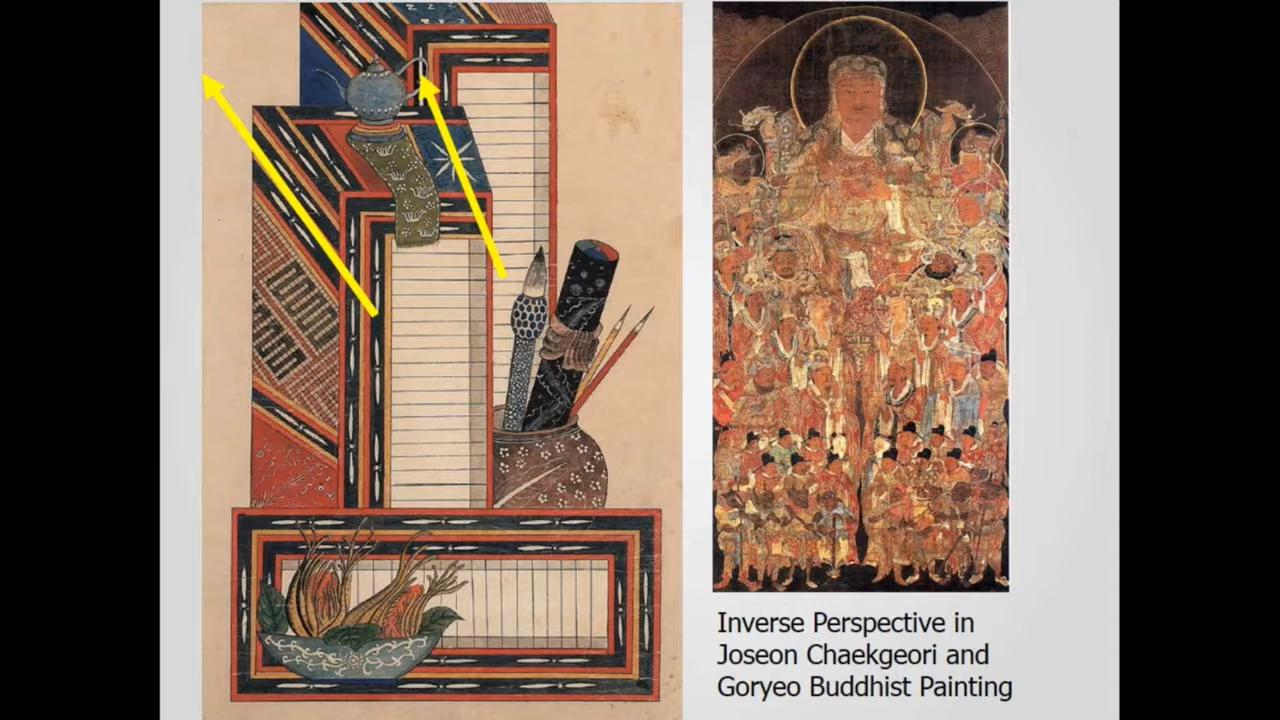 Inverse Perspective in
Joseon Chaekgeori and
Goryeo Buddhist Painting